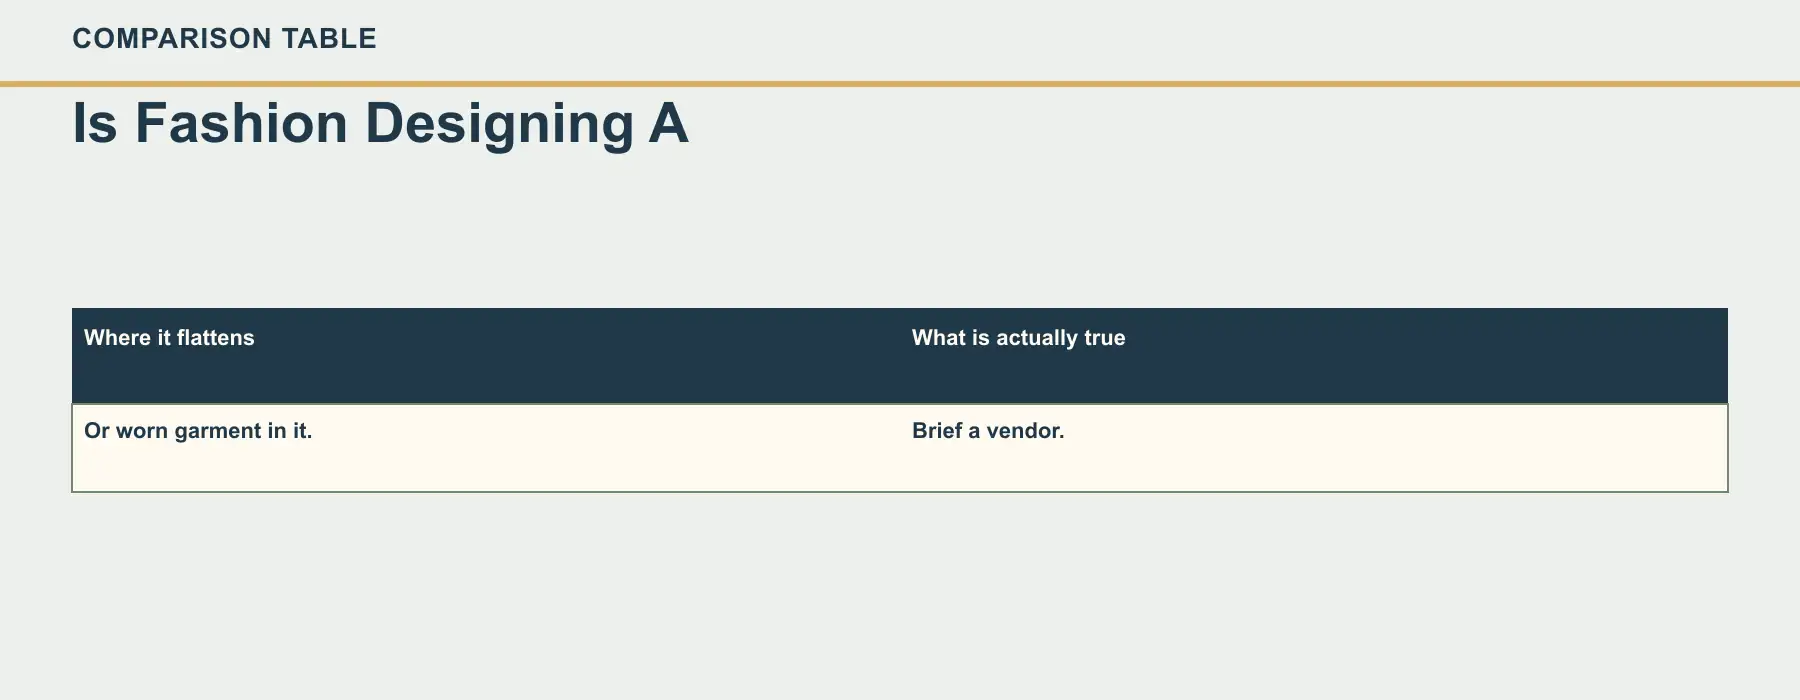 COMPARISON TABLE
Is Fashion Designing A
Where it flattens
What is actually true
Or worn garment in it.
Brief a vendor.